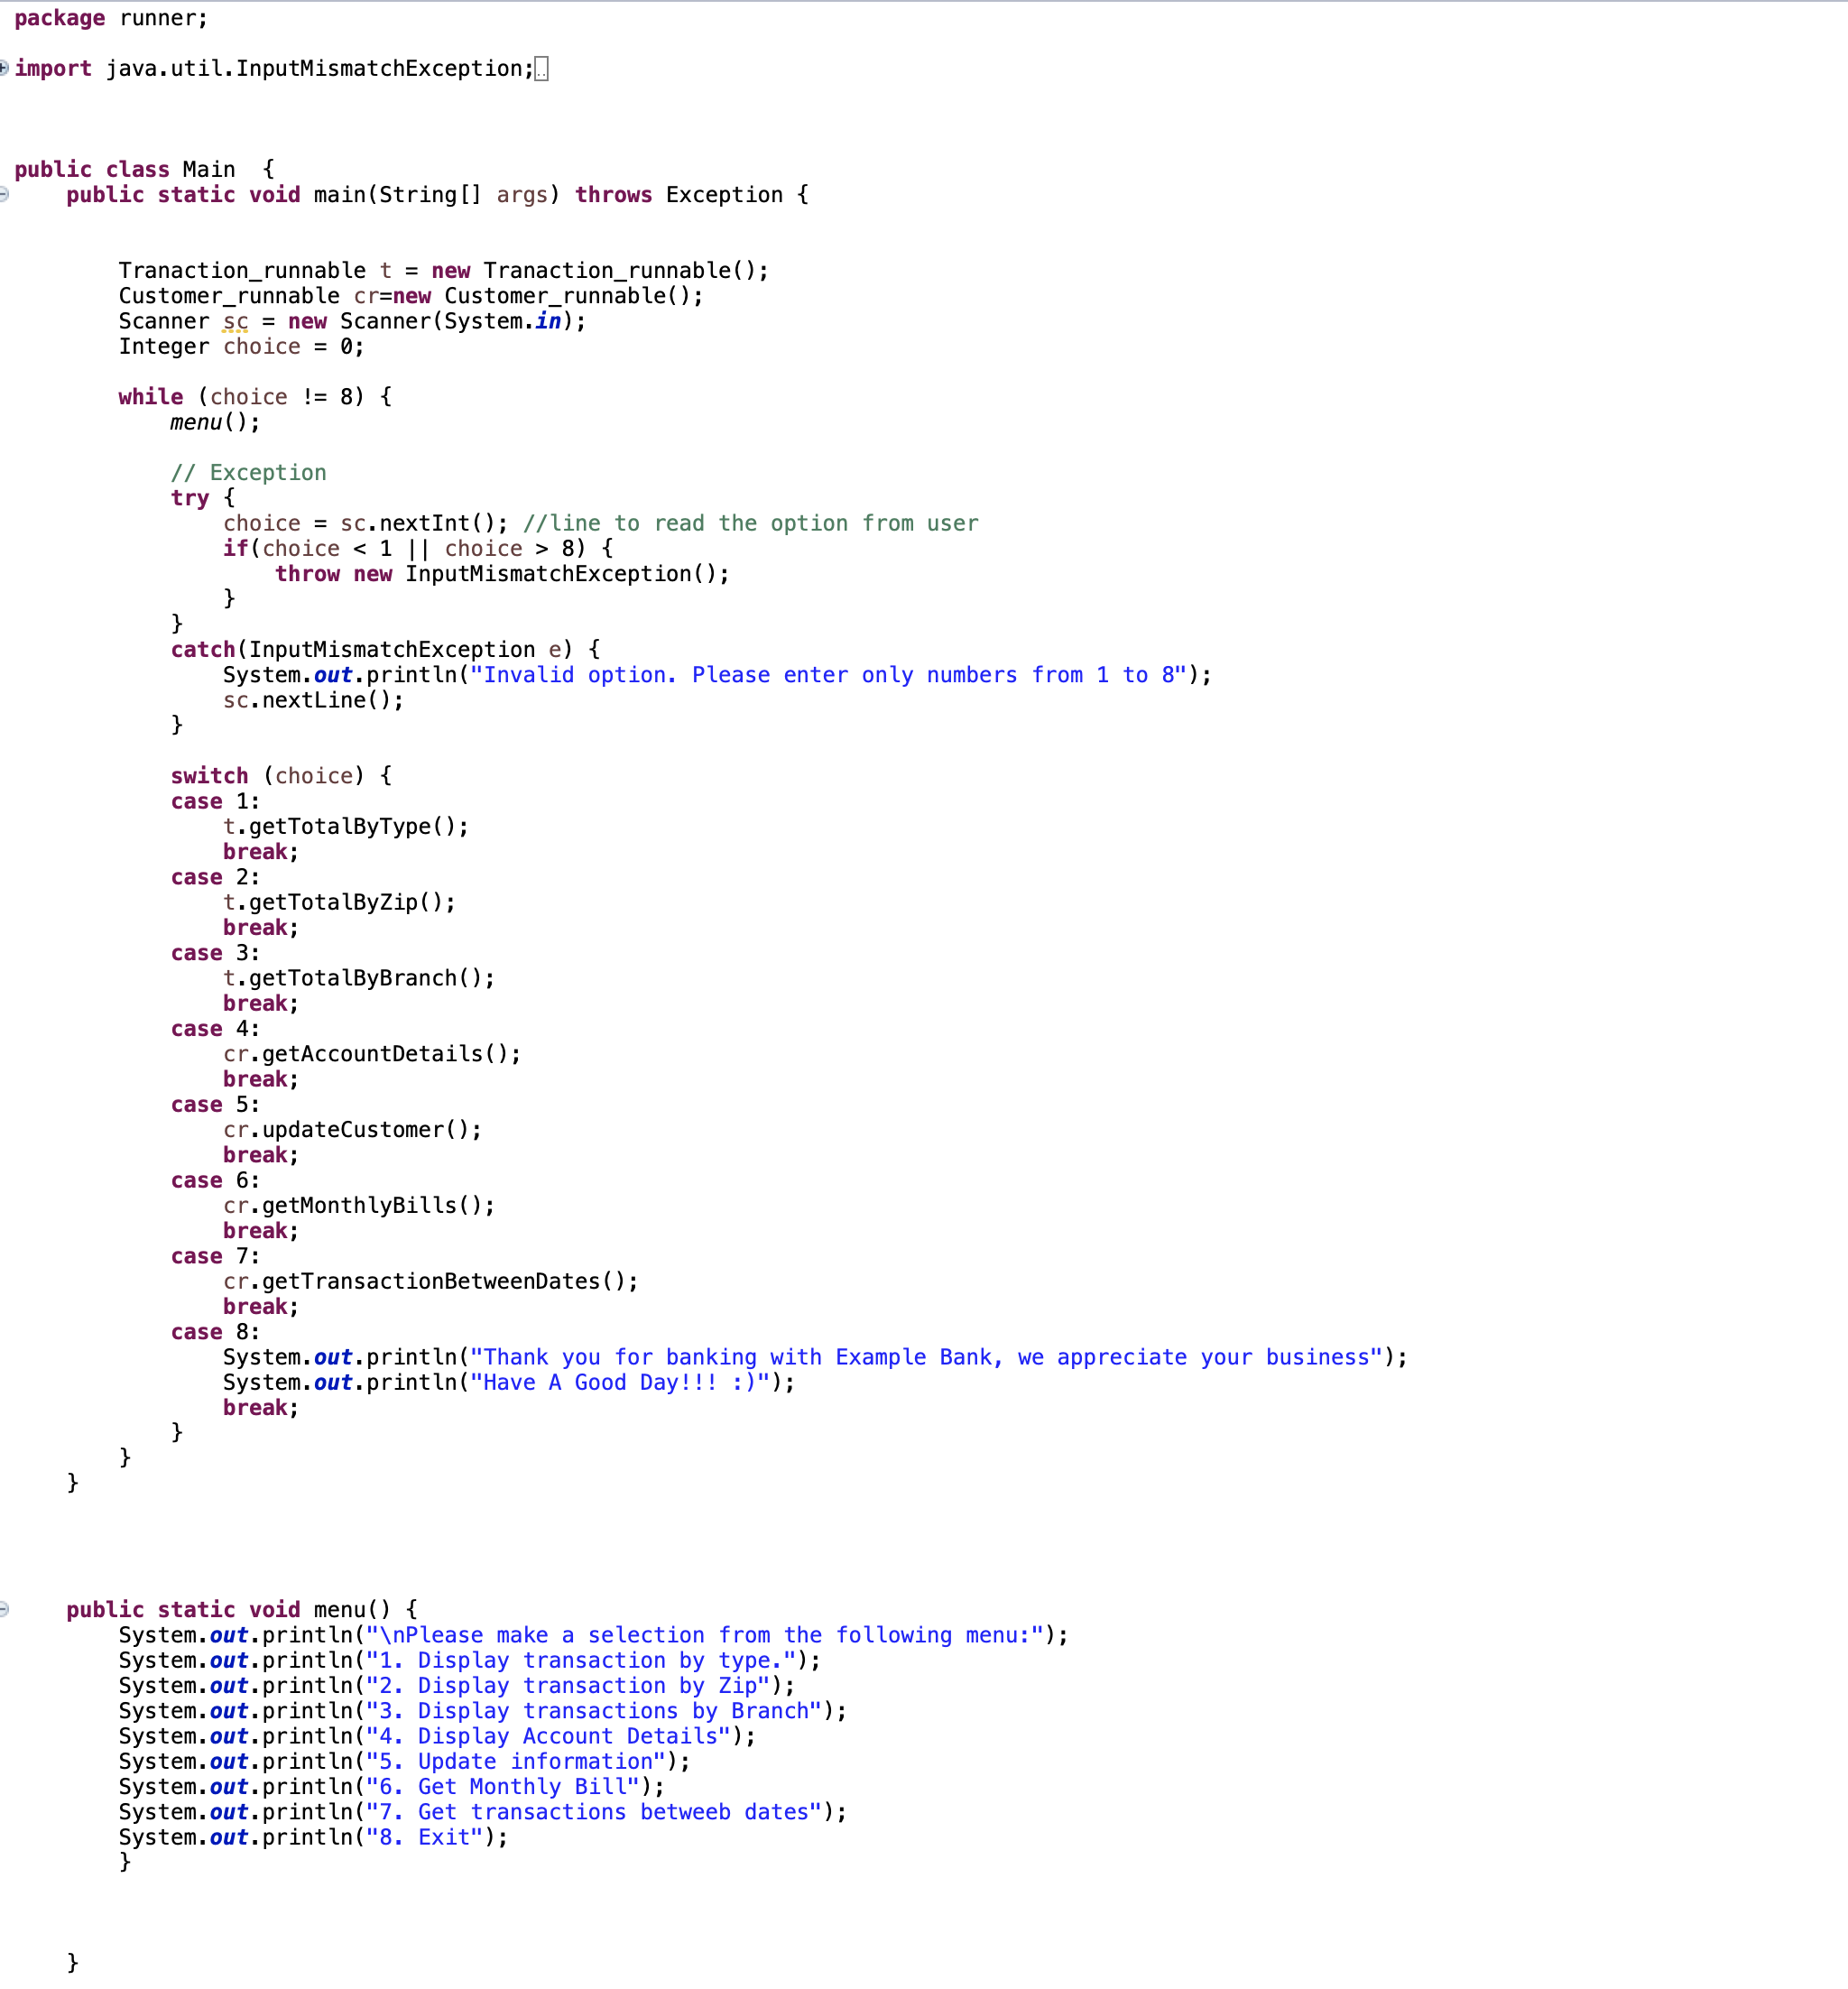 package runner;
import java.util.InputMismatchException;
public class Main  {
    public static void main(String[] args) throws Exception {
        Tranaction_runnable t = new Tranaction_runnable();
        Customer_runnable cr=new Customer_runnable();
        Scanner sc = new Scanner(System.in);
        Integer choice = 0;
        while (choice != 8) {
            menu();
            // Exception
            try {
                choice = sc.nextInt(); //line to read the option from user
                if(choice < 1 || choice > 8) {
                    throw new InputMismatchException();
                }
            }
            catch(InputMismatchException e) {
                System.out.println("Invalid option. Please enter only numbers from 1 to 8");
                sc.nextLine();
            }
            switch (choice) {
            case 1:
                t.getTotalByType();
                break;
            case 2:
                t.getTotalByZip();
                break;
            case 3:
                t.getTotalByBranch();
                break;
            case 4:
                cr.getAccountDetails();
                break;
            case 5:
                cr.updateCustomer();
                break;
            case 6:
                cr.getMonthlyBills();
                break;
            case 7:
                cr.getTransactionBetweenDates();
                break;
            case 8:
                System.out.println("Thank you for banking with Example Bank, we appreciate your business");
                System.out.println("Have A Good Day!!! :)");
                break;
            }
        }
    }
    public static void menu() {
        System.out.println("\nPlease make a selection from the following menu:");
        System.out.println("1. Display transaction by type.");
        System.out.println("2. Display transaction by Zip");
        System.out.println("3. Display transactions by Branch");
        System.out.println("4. Display Account Details");
        System.out.println("5. Update information");
        System.out.println("6. Get Monthly Bill");
        System.out.println("7. Get transactions betweeb dates");
        System.out.println("8. Exit");
        }
    }